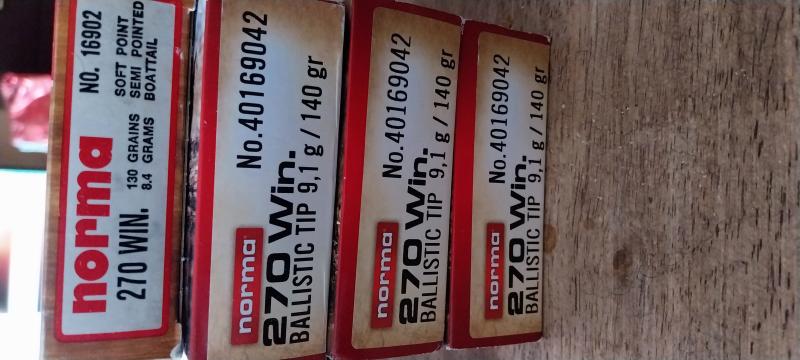 norma NO. 16902
270 WIN. 130 GRAINS SOFT POINT
8.4 GRAMS SEMI POINTED
BOATTAIL
norma No.40169042
270 Win.
BALLISTIC TIP 9,1 g / 140 gr
norma No.40169042
270 Win.
BALLISTIC TIP 9,1 g / 140 gr
norma No.40169042
270 Win.
BALLISTIC TIP 9,1 g / 140 gr